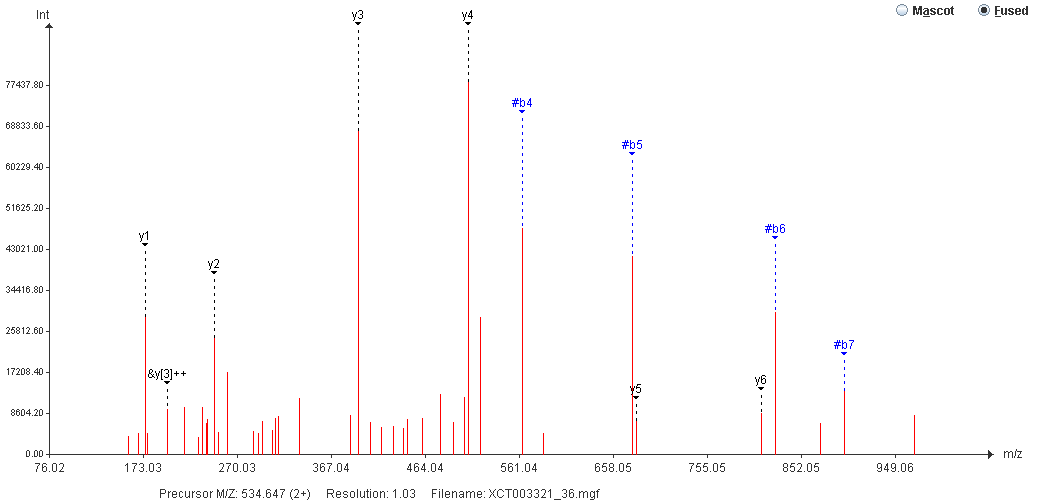 Int
y3
y4
Mascot
Fused
77437.80
#b4
68833.60
#b5
60229.40
51625.20
y1
#b6
43021.00
y2
34416.80
25812.60
#b7
&y[3]++
y6
17208.40
y5
8604.20
0.00
76.02 173.03 270.03 367.04 464.04 561.04 658.05 755.05 852.05 949.06 m/z
Precursor M/Z: 534.647 (2+) Resolution: 1.03 Filename: XCT003321_36.mgf